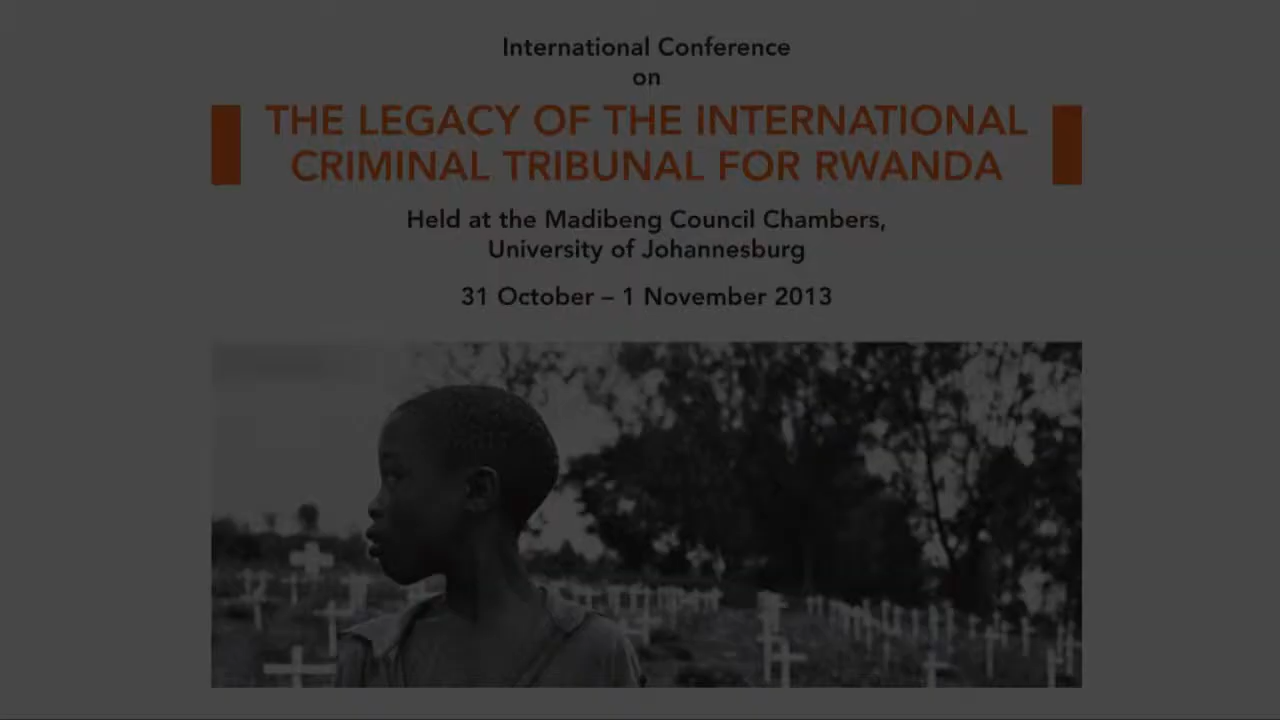 International Conference
on
THE LEGACY OF THE INTERNATIONAL
CRIMINAL TRIBUNAL FOR RWANDA
Held at the Madibeng Council Chambers,
University of Johannesburg
31 October – 1 November 2013